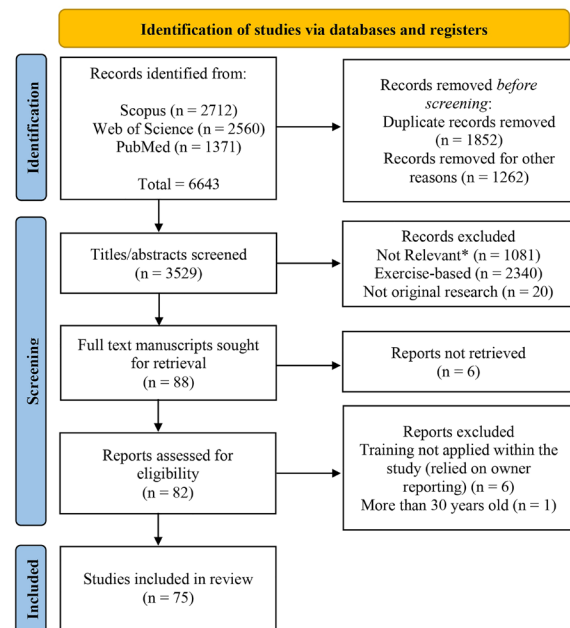 Identification of studies via databases and registers
Identification
Records identified from:
Scopus (n = 2712)
Web of Science (n = 2560)
PubMed (n = 1371)
Total = 6643
Records removed before
screening:
Duplicate records removed
(n = 1852)
Records removed for other
reasons (n = 1262)
Screening
Titles/abstracts screened
(n = 3529)
Records excluded
Not Relevant* (n = 1081)
Exercise-based (n = 2340)
Not original research (n = 20)
Full text manuscripts sought
for retrieval
(n = 88)
Reports not retrieved
(n = 6)
Reports assessed for
eligibility
(n = 82)
Reports excluded
Training not applied within the
study (relied on owner
reporting) (n = 6)
More than 30 years old (n = 1)
Included
Studies included in review
(n = 75)